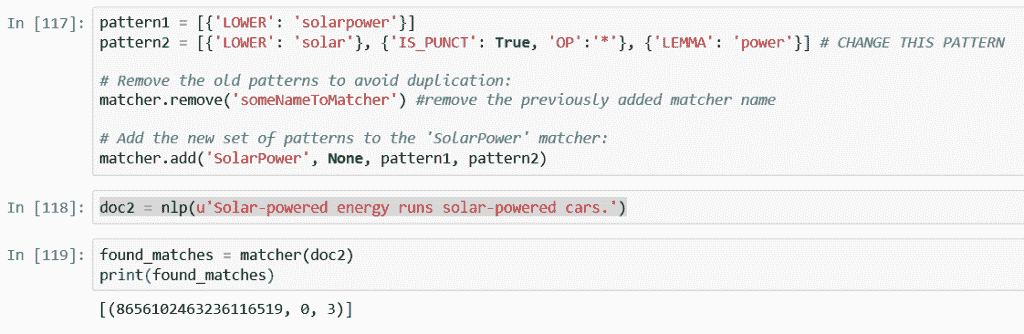 In [117]: pattern1 = [{'LOWER': 'solarpower'}]
pattern2 = [{'LOWER': 'solar'}, {'IS_PUNCT': True, 'OP':'*'}, {'LEMMA': 'power'}] # CHANGE THIS PATTERN
# Remove the old patterns to avoid duplication:
matcher.remove('someNameToMatcher') #remove the previously added matcher name
# Add the new set of patterns to the 'SolarPower' matcher:
matcher.add('SolarPower', None, pattern1, pattern2)
In [118]: doc2 = nlp(u'Solar-powered energy runs solar-powered cars.')
In [119]: found_matches = matcher(doc2)
print(found_matches)
[(8656102463236116519, 0, 3)]